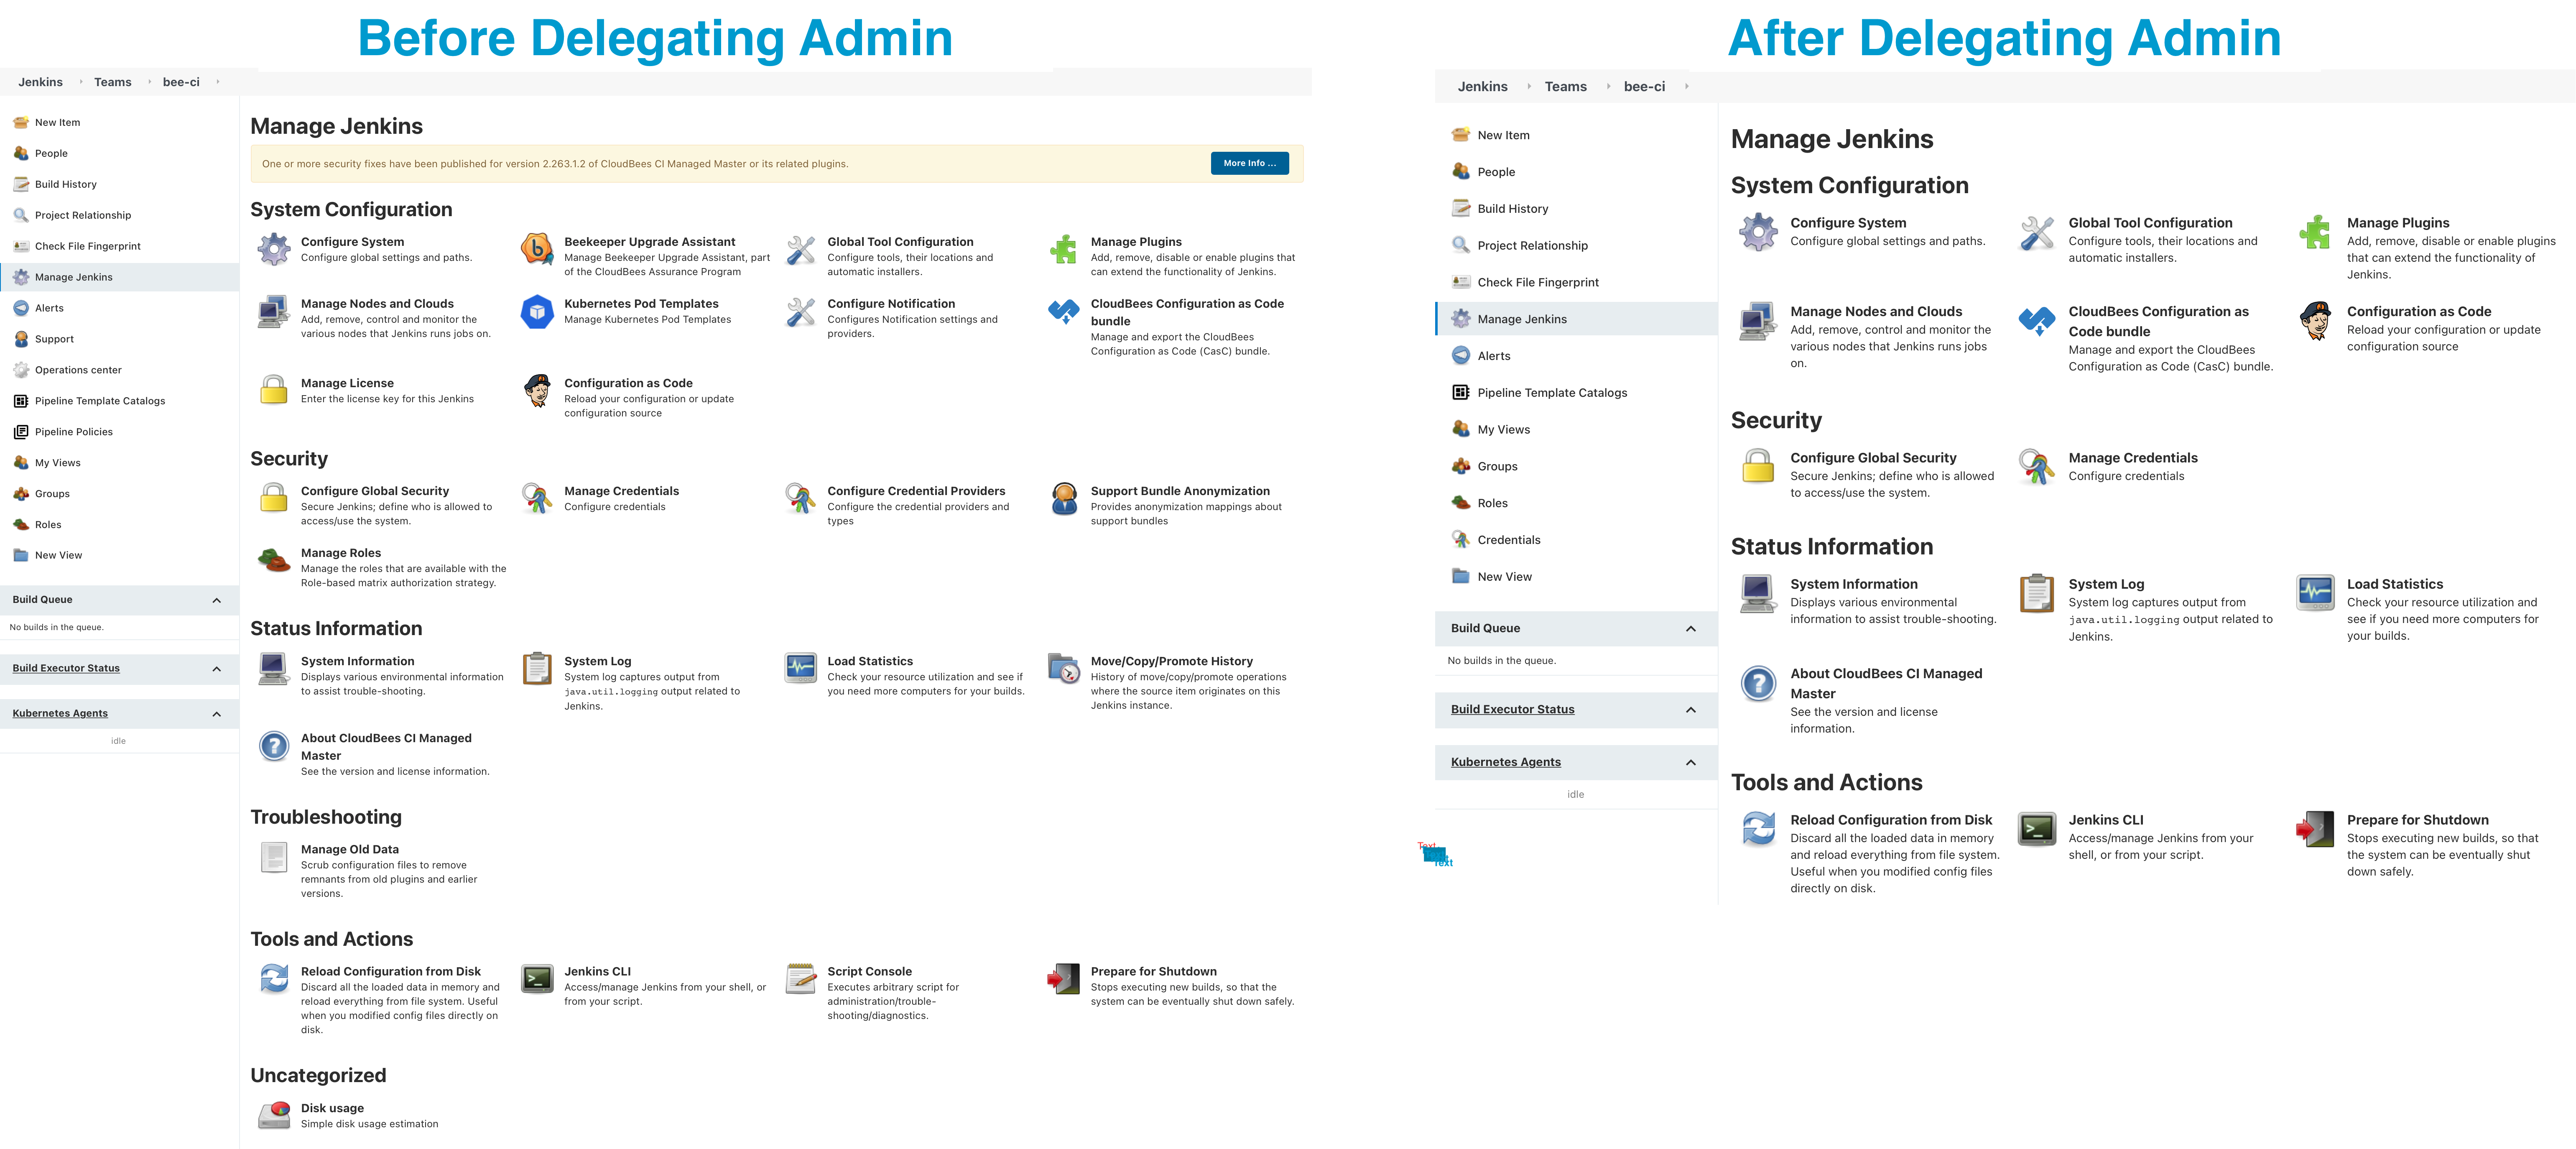 Before Delegating Admin
Jenkins
Teams
bee-ci
New Item
People
Build History
Project Relationship
Check File Fingerprint
Manage Jenkins
Alerts
Support
Operations center
Pipeline Template Catalogs
Pipeline Policies
My Views
Groups
Roles
New View
Build Queue
No builds in the queue.
Build Executor Status
Kubernetes Agents
idle
Manage Jenkins
One or more security fixes have been published for version 2.263.1.2 of CloudBees CI Managed Master or its related plugins.
More Info ...
System Configuration
Configure System
Configure global settings and paths.
Beekeeper Upgrade Assistant
Manage Beekeeper Upgrade Assistant, part
of the CloudBees Assurance Program
Global Tool Configuration
Configure tools, their locations and
automatic installers.
Manage Plugins
Add, remove, disable or enable plugins that
can extend the functionality of Jenkins.
Manage Nodes and Clouds
Add, remove, control and monitor the
various nodes that Jenkins runs jobs on.
Kubernetes Pod Templates
Manage Kubernetes Pod Templates
Configure Notification
Configures Notification settings and
providers.
CloudBees Configuration as Code
bundle
Manage and export the CloudBees
Configuration as Code (CasC) bundle.
Manage License
Enter the license key for this Jenkins
Configuration as Code
Reload your configuration or update
configuration source
Security
Configure Global Security
Secure Jenkins; define who is allowed to
access/use the system.
Manage Credentials
Configure credentials
Configure Credential Providers
Configure the credential providers and
types
Support Bundle Anonymization
Provides anonymization mappings about
support bundles
Manage Roles
Manage the roles that are available with the
Role-based matrix authorization strategy.
Status Information
System Information
Displays various environmental information
to assist trouble-shooting.
System Log
System log captures output from
java.util.logging output related to
Jenkins.
Load Statistics
Check your resource utilization and see if
you need more computers for your builds.
Move/Copy/Promote History
History of move/copy/promote operations
where the source item originates on this
Jenkins instance.
About CloudBees CI Managed
Master
See the version and license information.
Troubleshooting
Manage Old Data
Scrub configuration files to remove
remnants from old plugins and earlier
versions.
Tools and Actions
Reload Configuration from Disk
Discard all the loaded data in memory and
reload everything from file system. Useful
when you modified config files directly on
disk.
Jenkins CLI
Access/manage Jenkins from your shell, or
from your script.
Script Console
Executes arbitrary script for
administration/trouble-
shooting/diagnostics.
Prepare for Shutdown
Stops executing new builds, so that the
system can be eventually shut down safely.
Uncategorized
Disk usage
Simple disk usage estimation
After Delegating Admin
Jenkins
Teams
bee-ci
New Item
People
Build History
Project Relationship
Check File Fingerprint
Manage Jenkins
Alerts
Pipeline Template Catalogs
My Views
Groups
Roles
Credentials
New View
Build Queue
No builds in the queue.
Build Executor Status
Kubernetes Agents
idle
Text
Text
Manage Jenkins
System Configuration
Configure System
Configure global settings and paths.
Global Tool Configuration
Configure tools, their locations and
automatic installers.
Manage Plugins
Add, remove, disable or enable plugins
that can extend the functionality of
Jenkins.
Manage Nodes and Clouds
Add, remove, control and monitor the
various nodes that Jenkins runs jobs
on.
CloudBees Configuration as
Code bundle
Manage and export the CloudBees
Configuration as Code (CasC) bundle.
Configuration as Code
Reload your configuration or update
configuration source
Security
Configure Global Security
Secure Jenkins; define who is allowed
to access/use the system.
Manage Credentials
Configure credentials
Status Information
System Information
Displays various environmental
information to assist trouble-shooting.
System Log
System log captures output from
java.util.logging output related to
Jenkins.
Load Statistics
Check your resource utilization and
see if you need more computers for
your builds.
About CloudBees CI Managed
Master
See the version and license
information.
Tools and Actions
Reload Configuration from Disk
Discard all the loaded data in memory
and reload everything from file system.
Useful when you modified config files
directly on disk.
Jenkins CLI
Access/manage Jenkins from your
shell, or from your script.
Prepare for Shutdown
Stops executing new builds, so that
the system can be eventually shut
down safely.